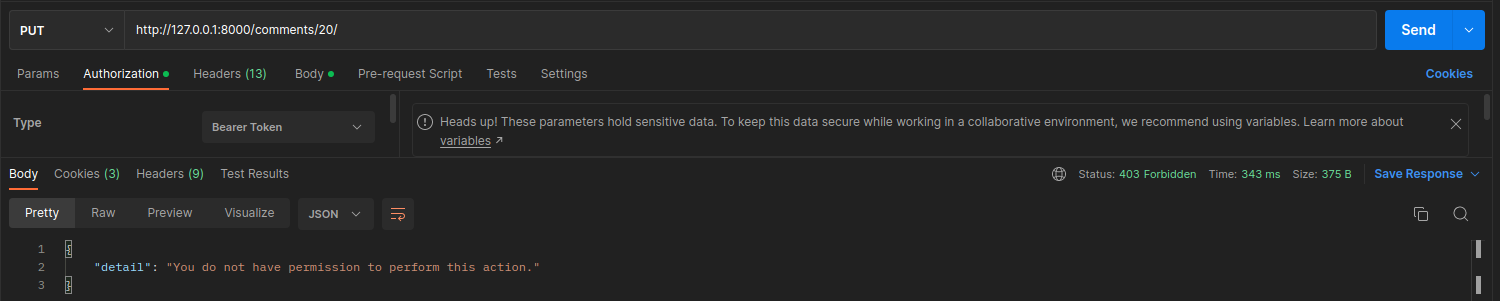 PUT http://127.0.0.1:8000/comments/20/ Send
Params Authorization Headers (13) Body Pre-request Script Tests Settings Cookies
Type Bearer Token
Heads up! These parameters hold sensitive data. To keep this data secure while working in a collaborative environment, we recommend using variables. Learn more about
variables ↗
Body Cookies (3) Headers (9) Test Results Status: 403 Forbidden Time: 343 ms Size: 375 B Save Response
Pretty Raw Preview Visualize JSON
1 {
2 "detail": "You do not have permission to perform this action."
3 }